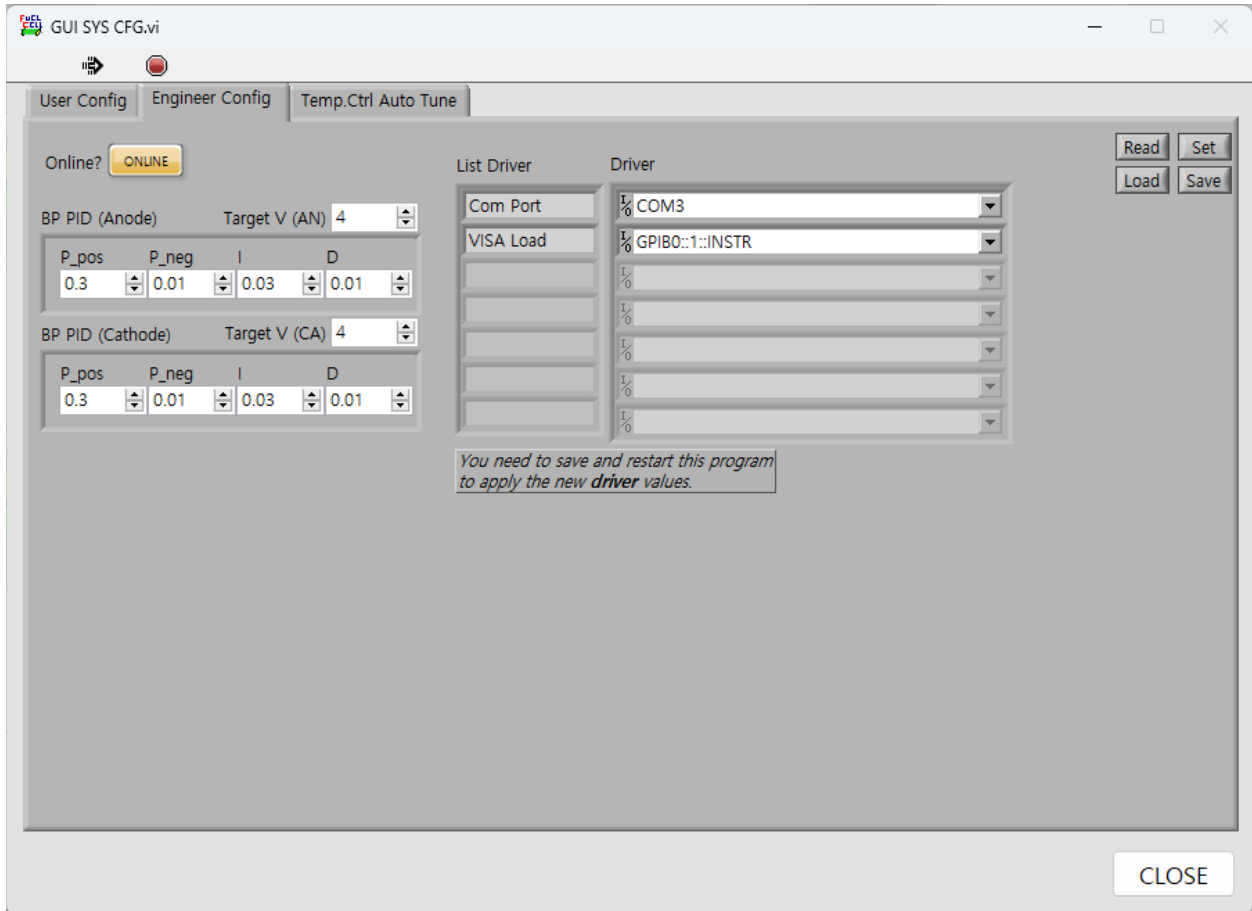 FUEL CELL GUI SYS CFG.vi
User Config Engineer Config Temp.Ctrl Auto Tune
Online? ONLINE
Read Set
Load Save
BP PID (Anode) Target V (AN) 4
P_pos P_neg I D
0.3 0.01 0.03 0.01
BP PID (Cathode) Target V (CA) 4
P_pos P_neg I D
0.3 0.01 0.03 0.01
List Driver Driver
Com Port I/O COM3
VISA Load I/O GPIB0::1::INSTR
I/O
I/O
I/O
I/O
I/O
You need to save and restart this program
to apply the new driver values.
CLOSE